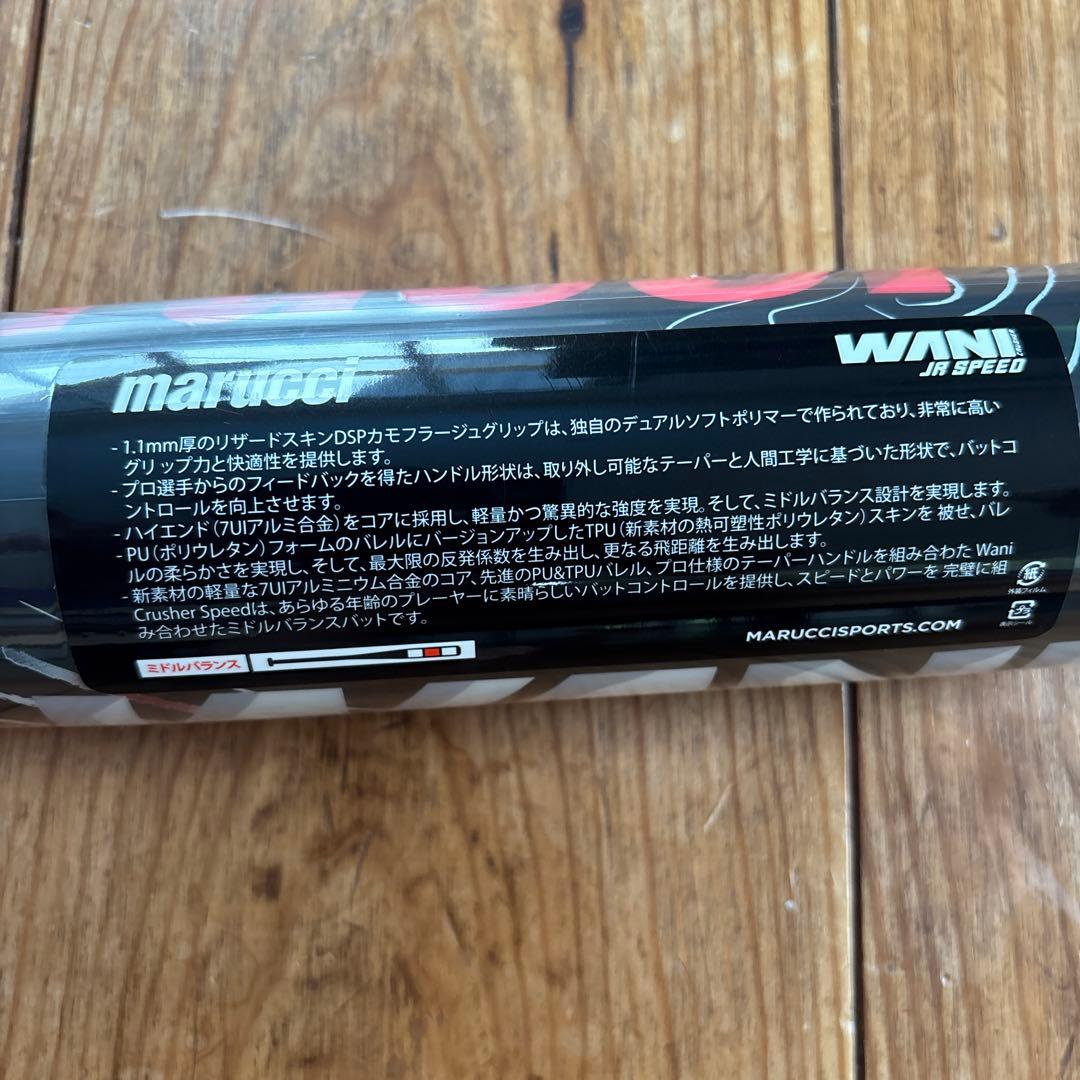 marucci
WANI
CRUSHER
JR SPEED
- 1.1mm厚のリザードスキンDSPカモフラージュグリップは、独自のデュアルソフトポリマーで作られており、非常に高い
グリップ力と快適性を提供します。
- プロ選手からのフィードバックを得たハンドル形状は、取り外し可能なテーパーと人間工学に基づいた形状で、バットコ
ントロールを向上させます。
- ハイエンド（7UIアルミ合金）をコアに採用し、軽量かつ驚異的な強度を実現。そして、ミドルバランス設計を実現します。
- PU（ポリウレタン）フォームのバレルにバージョンアップしたTPU（新素材の熱可塑性ポリウレタン）スキンを 被せ、バレ
ルの柔らかさを実現し、そして、最大限の反発係数を生み出し、更なる飛距離を生み出します。
- 新素材の軽量な7UIアルミニウム合金のコア、先進のPU&TPUバレル、プロ仕様のテーパーハンドルを組み合わた Wani
Crusher Speedは、あらゆる年齢のプレーヤーに素晴らしいバットコントロールを提供し、スピードとパワーを 完璧に組
み合わせたミドルバランスバットです。
紙
外装フィルム
プラ
ミドルバランス
MARUCCISPORTS.COM